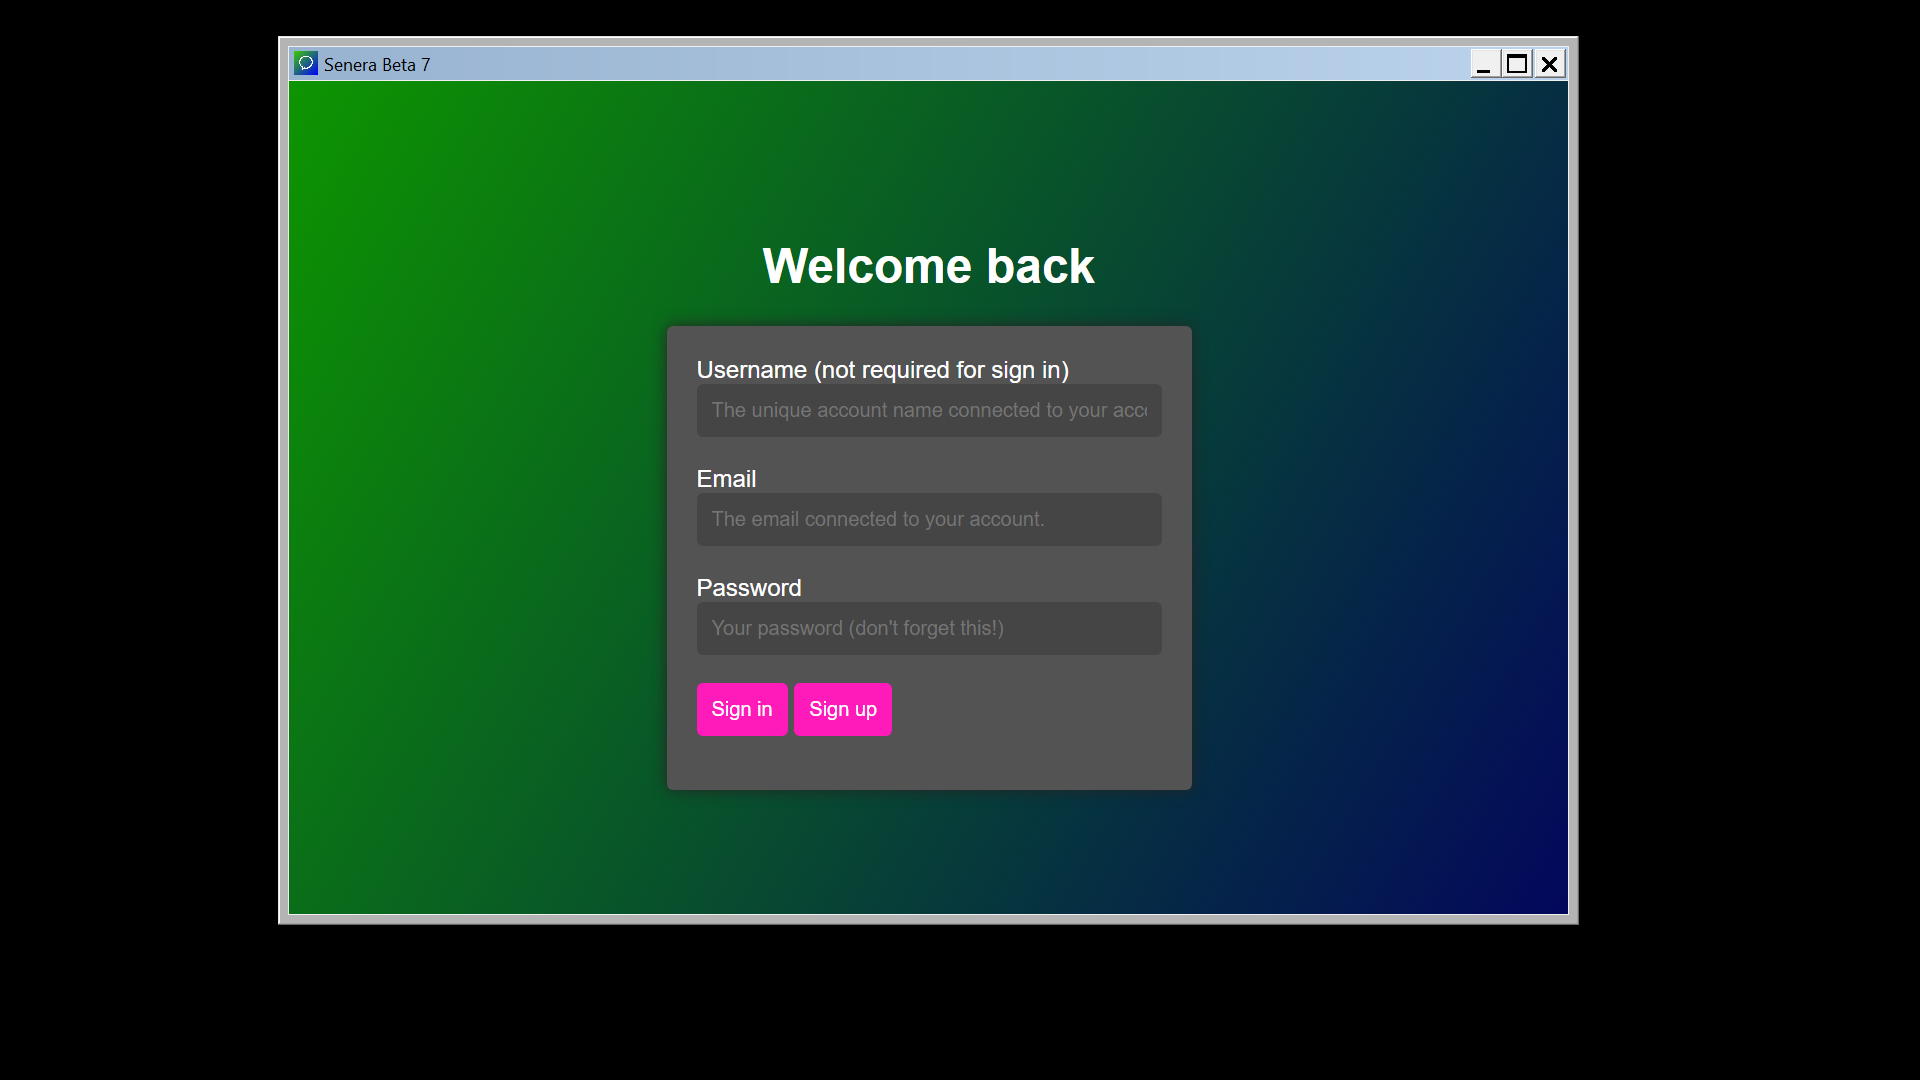 Senera Beta 7
Welcome back
Username (not required for sign in)
The unique account name connected to your acc
Email
The email connected to your account.
Password
Your password (don't forget this!)
Sign in Sign up